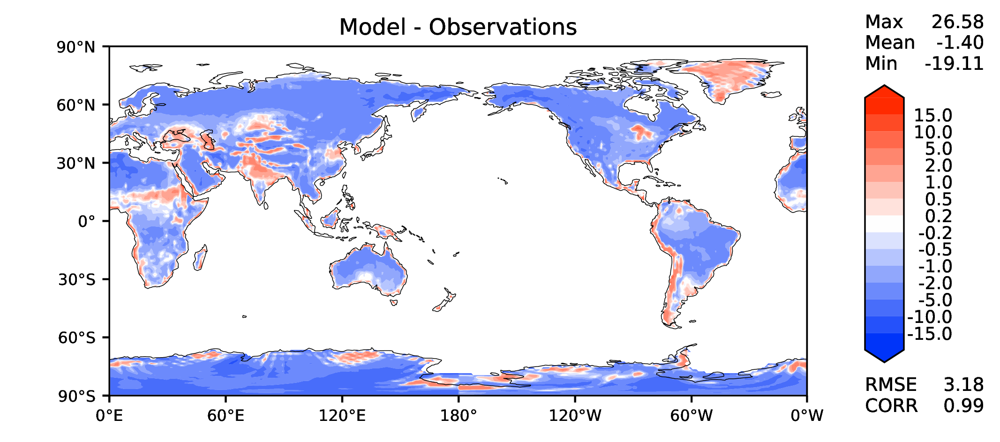 Model - Observations
Max 26.58
Mean -1.40
Min -19.11
90°N
60°N
30°N
0°
30°S
60°S
90°S
0°E 60°E 120°E 180° 120°W 60°W 0°W
15.0
10.0
5.0
2.0
1.0
0.5
0.2
-0.2
-0.5
-1.0
-2.0
-5.0
-10.0
-15.0
RMSE 3.18
CORR 0.99